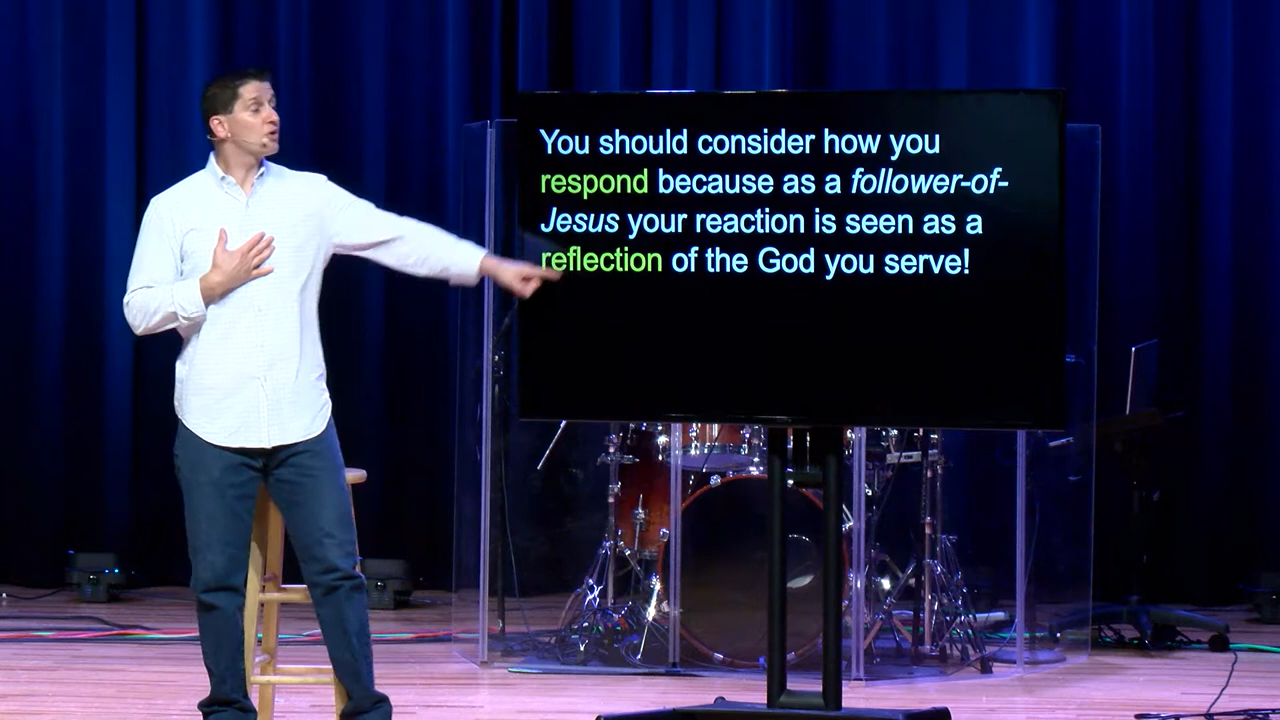 You should consider how you
respond because as a follower-of-
Jesus your reaction is seen as a
reflection of the God you serve!